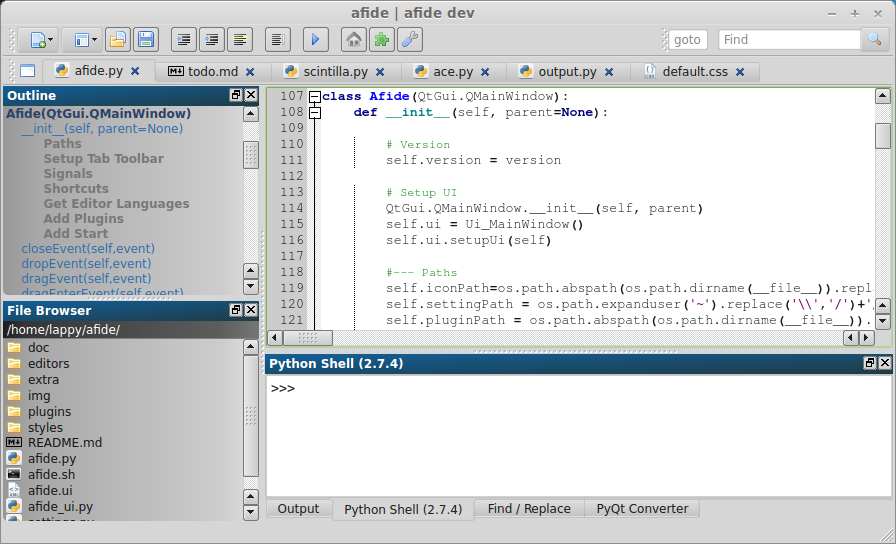 afide | afide dev
goto
Find
afide.py
todo.md
scintilla.py
ace.py
output.py
default.css
Outline
Afide(QtGui.QMainWindow)
__init__(self, parent=None)
Paths
Setup Tab Toolbar
Signals
Shortcuts
Get Editor Languages
Add Plugins
Add Start
closeEvent(self,event)
dropEvent(self,event)
dragEvent(self,event)
dragEnterEvent(self,event)
File Browser
/home/lappy/afide/
doc
editors
extra
img
plugins
styles
README.md
afide.py
afide.sh
afide.ui
afide_ui.py
settings.py
107 class Afide(QtGui.QMainWindow):
108 def __init__(self, parent=None):
109
110 # Version
111 self.version = version
112
113 # Setup UI
114 QtGui.QMainWindow.__init__(self, parent)
115 self.ui = Ui_MainWindow()
116 self.ui.setupUi(self)
117
118 #--- Paths
119 self.iconPath=os.path.abspath(os.path.dirname(__file__)).repl
120 self.settingPath = os.path.expanduser('~').replace('\\','/')+'
121 self.pluginPath = os.path.abspath(os.path.dirname(__file__)).
Python Shell (2.7.4)
>>>
Output
Python Shell (2.7.4)
Find / Replace
PyQt Converter